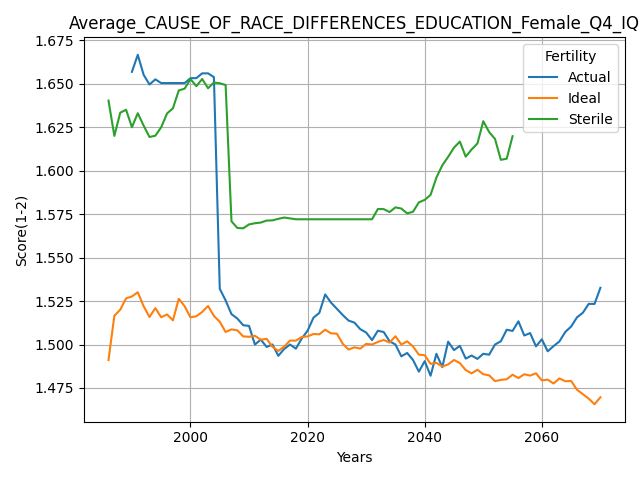 Average_CAUSE_OF_RACE_DIFFERENCES_EDUCATION_Female_Q4_IQ
Fertility
Actual
Ideal
Sterile
Score(1-2)
1.675
1.650
1.625
1.600
1.575
1.550
1.525
1.500
1.475
2000
2020
2040
2060
Years